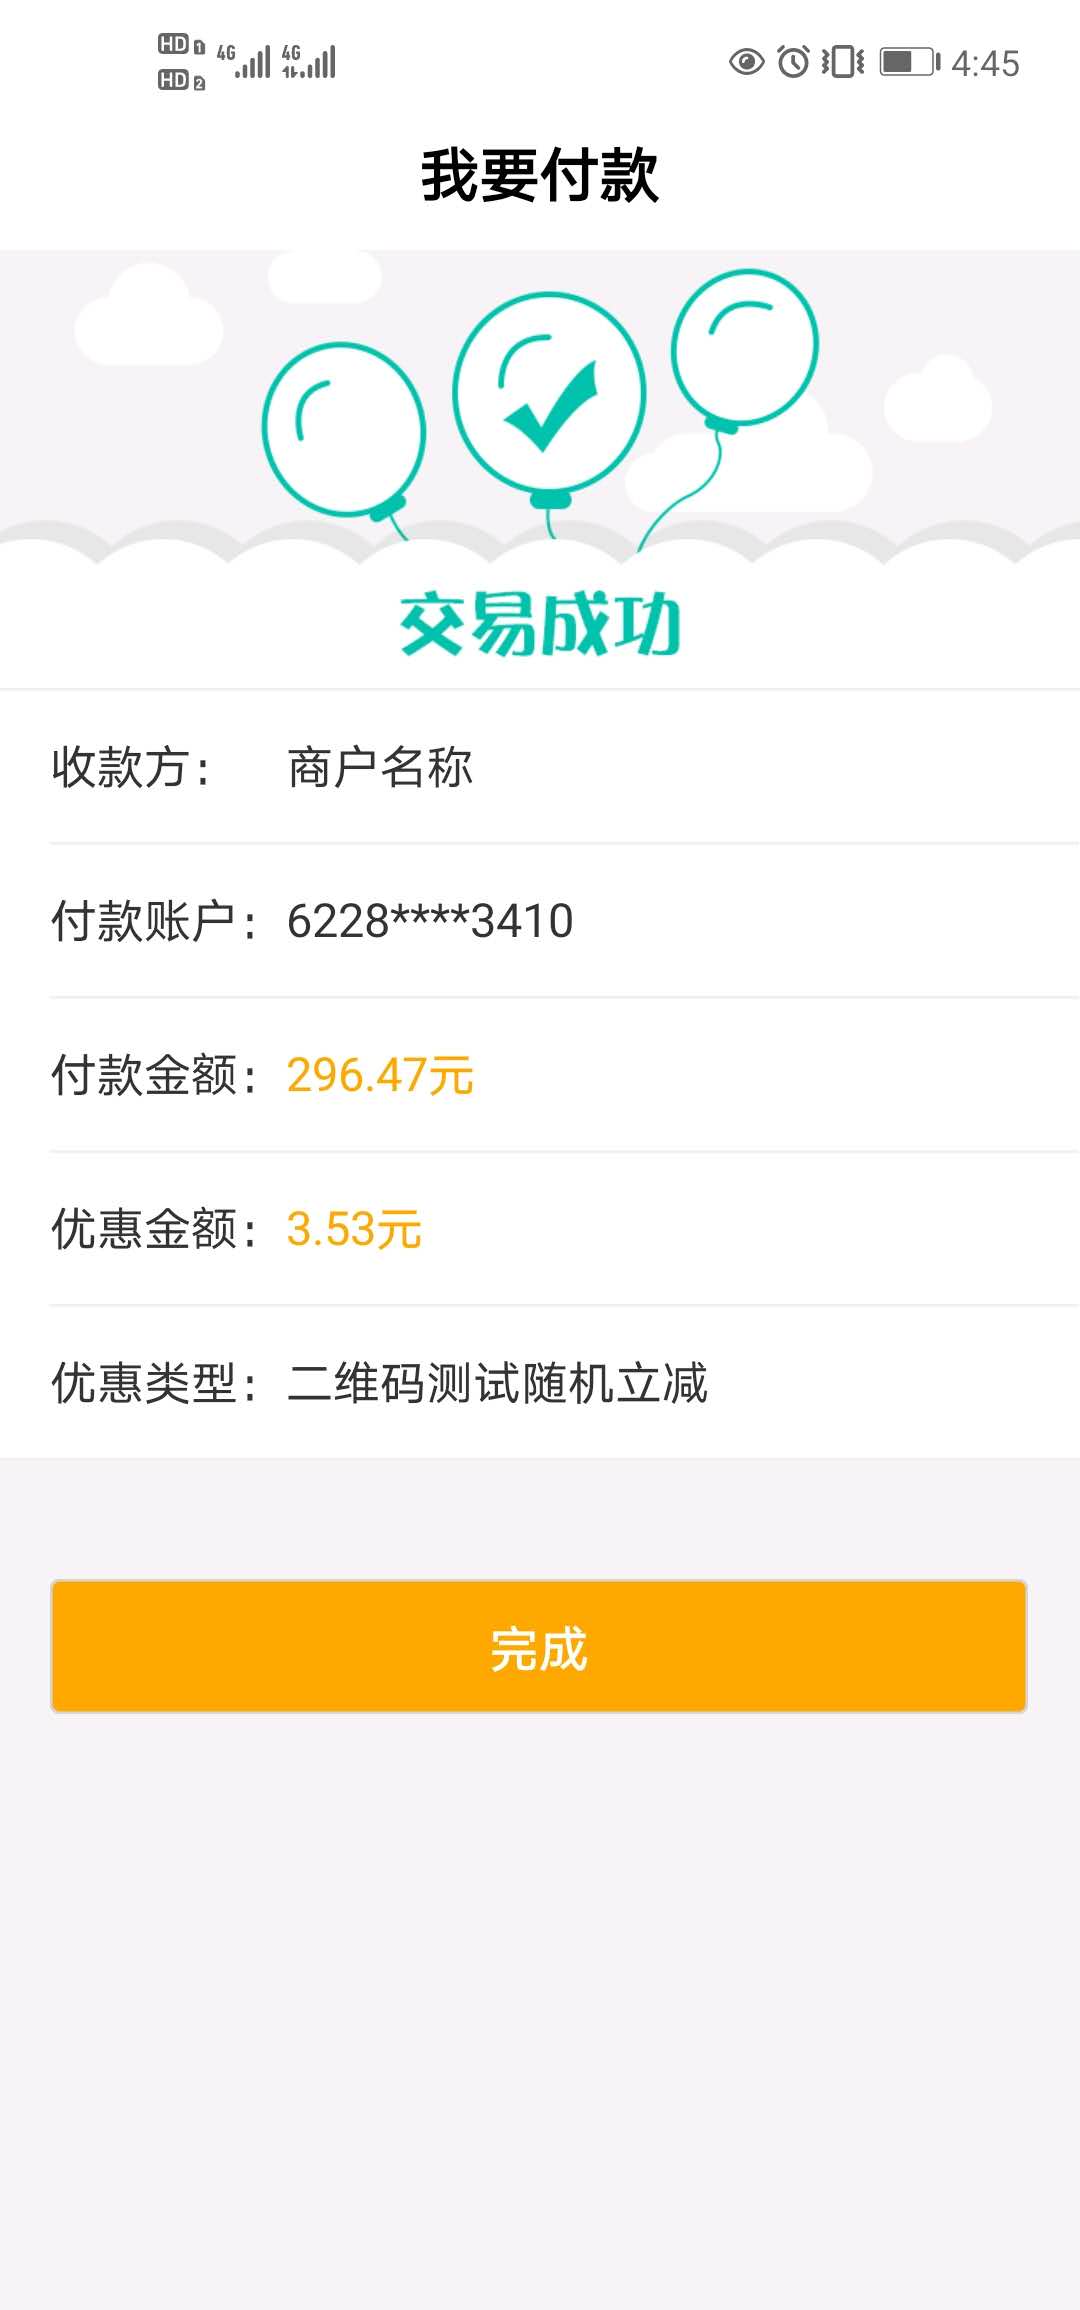 HD 1 4G 4G
HD 2
4:45
我要付款
交易成功
收款方： 商户名称
付款账户： 6228****3410
付款金额： 296.47元
优惠金额： 3.53元
优惠类型： 二维码测试随机立减
完成